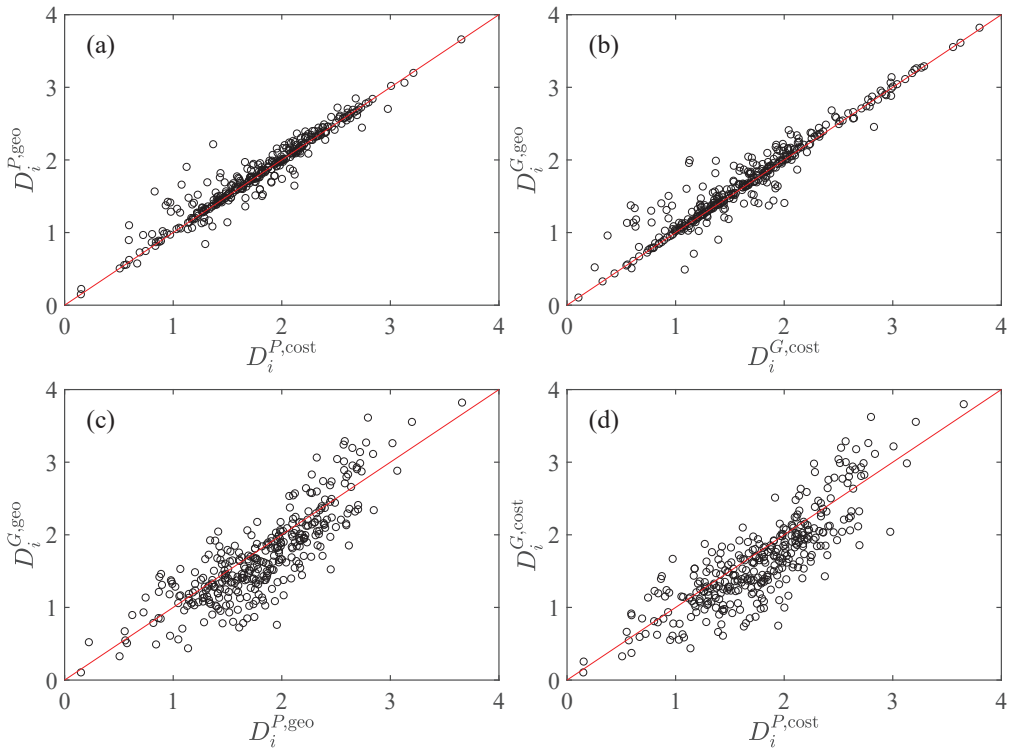 (a)
4
3
2
1
0
D_i^{P,geo}
0 1 2 3 4
D_i^{P,cost}
(b)
4
3
2
1
0
D_i^{G,geo}
0 1 2 3 4
D_i^{G,cost}
(c)
4
3
2
1
0
D_i^{G,geo}
0 1 2 3 4
D_i^{P,geo}
(d)
4
3
2
1
0
D_i^{G,cost}
0 1 2 3 4
D_i^{P,cost}